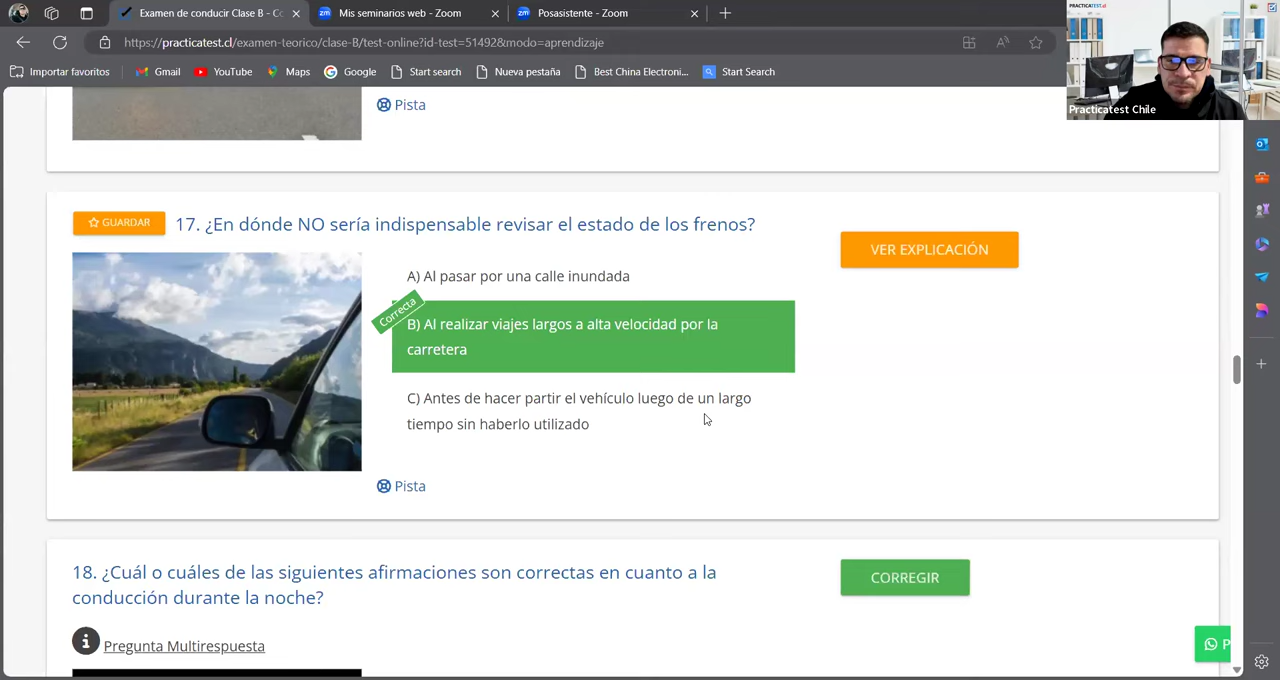 Examen de conducir Clase B - Co
Mis seminarios web - Zoom
Posasistente - Zoom
https://practicatest.cl/examen-teorico/clase-B/test-online?id-test=51492&modo=aprendizaje
Importar favoritos
Gmail
YouTube
Maps
Google
Start search
Nueva pestaña
Best China Electroni...
Start Search
PRACTICATEST.cl
Practicatest Chile
Pista
GUARDAR
17. ¿En dónde NO sería indispensable revisar el estado de los frenos?
VER EXPLICACIÓN
A) Al pasar por una calle inundada
Correcta
B) Al realizar viajes largos a alta velocidad por la
carretera
C) Antes de hacer partir el vehículo luego de un largo
tiempo sin haberlo utilizado
Pista
18. ¿Cuál o cuáles de las siguientes afirmaciones son correctas en cuanto a la
conducción durante la noche?
CORREGIR
Pregunta Multirespuesta
P